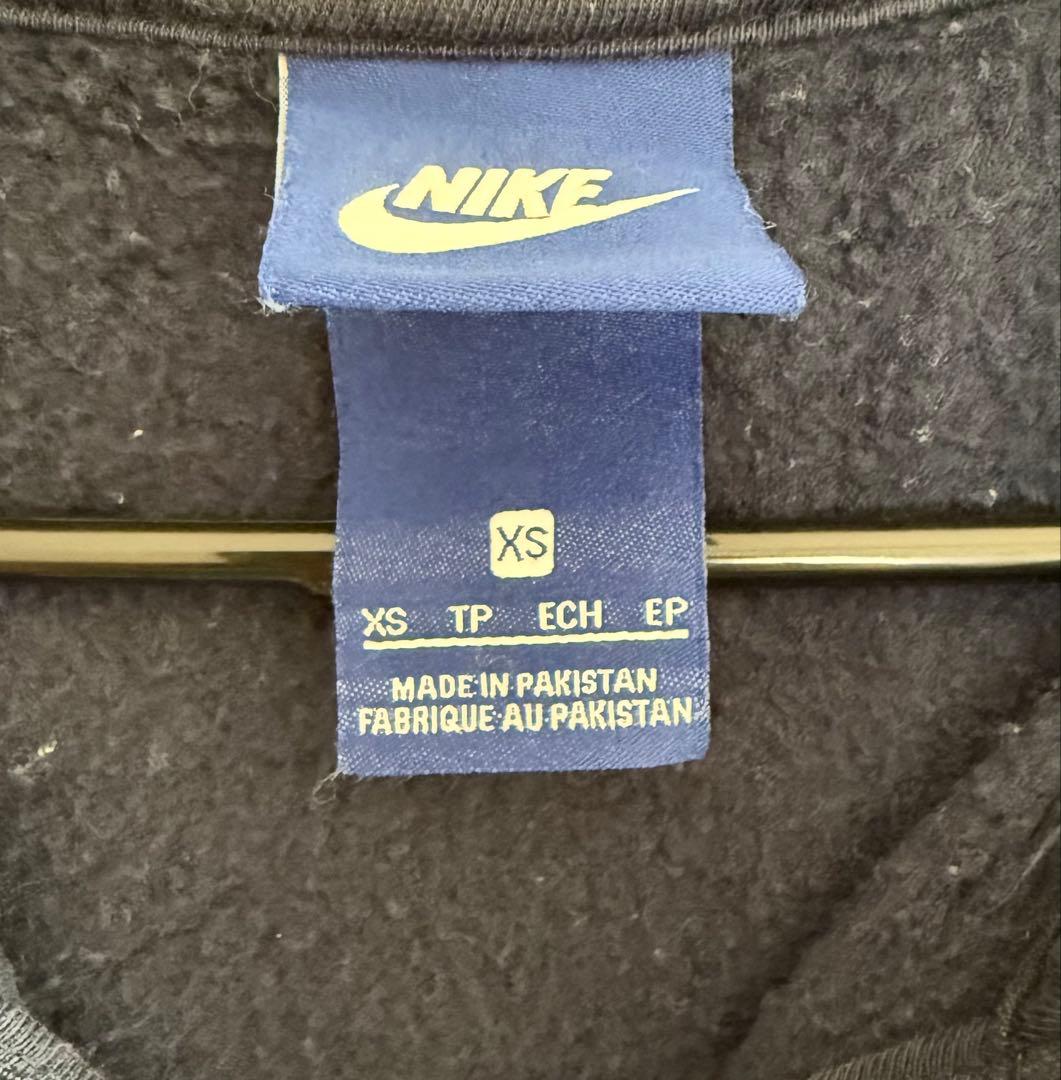 NIKE
XS
XS TP ECH EP
MADE IN PAKISTAN
FABRIQUE AU PAKISTAN